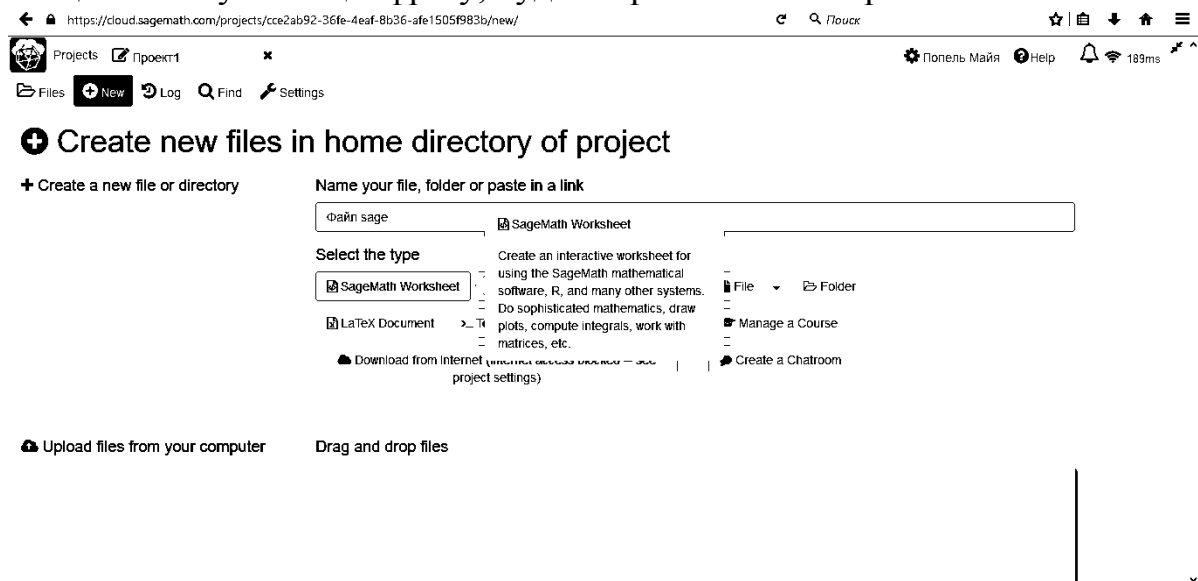 https://cloud.sagemath.com/projects/cce2ab92-36fe-4eaf-8b36-afe1505f983b/new/ Поиск
Projects Проект1 Попель Майя Help 189ms
Files New Log Find Settings
Create new files in home directory of project
Create a new file or directory Name your file, folder or paste in a link
Файл sage
SageMath Worksheet
Select the type
Create an interactive worksheet for
using the SageMath mathematical
software, R, and many other systems.
Do sophisticated mathematics, draw
plots, compute integrals, work with
matrices, etc.
SageMath Worksheet File Folder
LaTeX Document Manage a Course
Download from Internet Create a Chatroom
project settings)
Upload files from your computer Drag and drop files